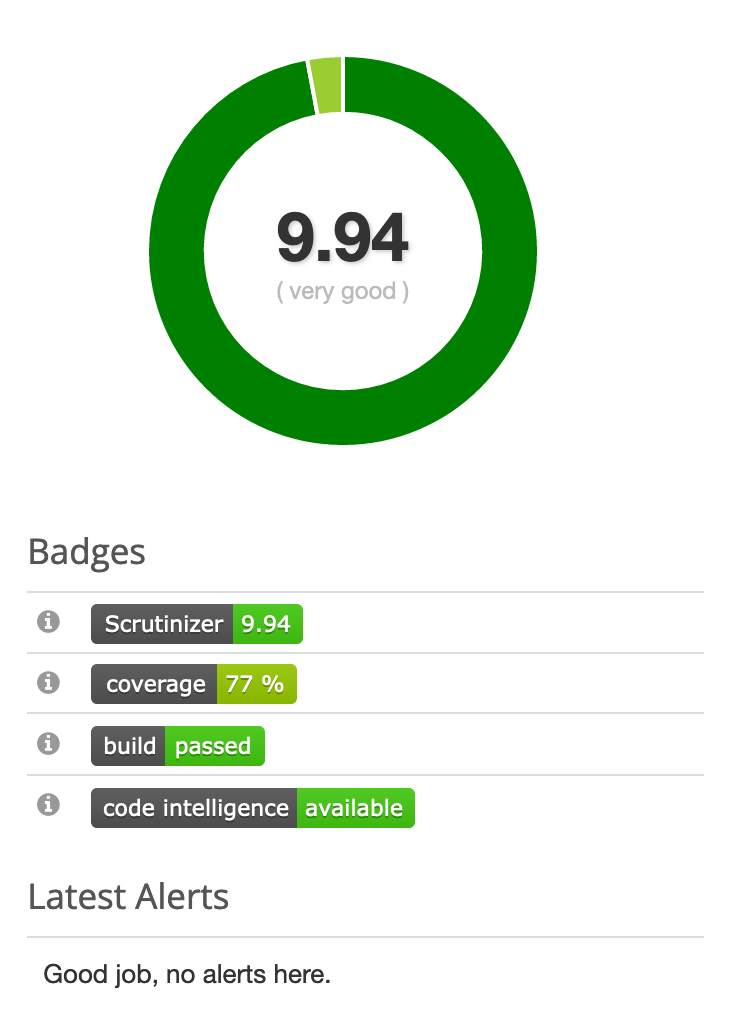 9.94
( very good )
Badges
Scrutinizer 9.94
coverage 77 %
build passed
code intelligence available
Latest Alerts
Good job, no alerts here.